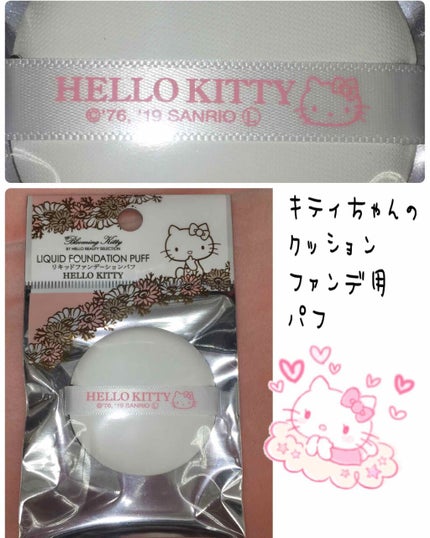 HELLO KITTY
©'76, '19 SANRIO Ⓛ
キティちゃんの
クッション
ファンデ用
パフ
Blooming Kitty
BY HELLO BEAUTY SELECTION
LIQUID FOUNDATION PUFF
リキッドファンデーションパフ
HELLO KITTY
HELLO KITTY
©'76, '19 SANRIO Ⓛ